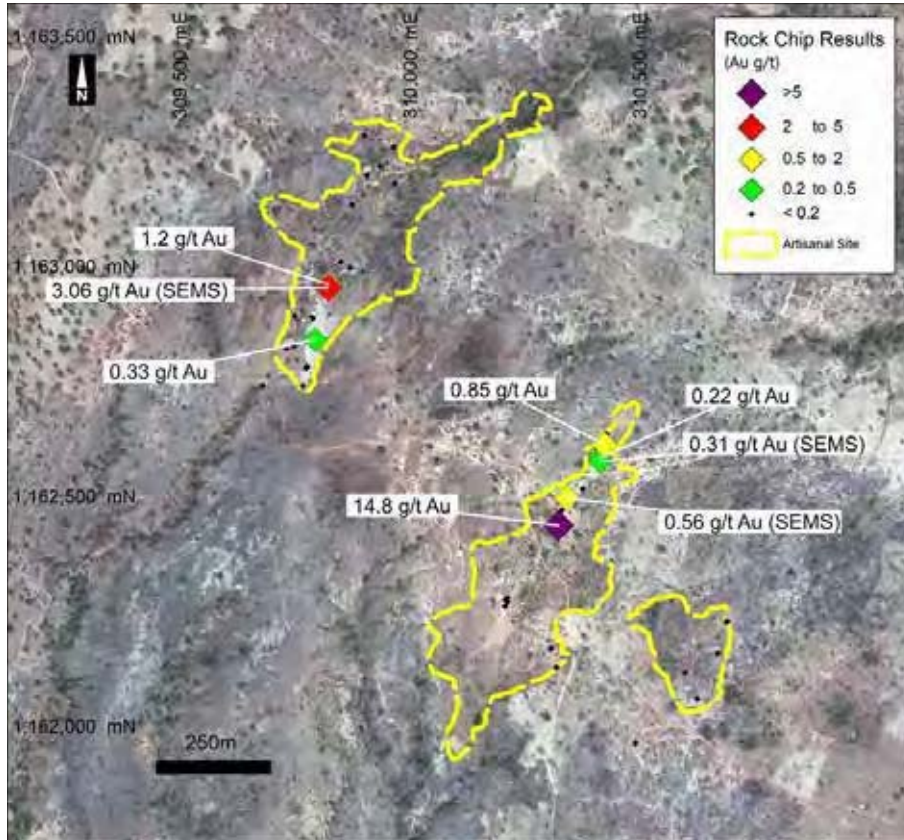 1,163,500 mN
309,500 mE
310,000 mE
310,500 mE
N
Rock Chip Results
(Au g/t)
>5
2 to 5
0.5 to 2
0.2 to 0.5
< 0.2
Artisanal Site
1.2 g/t Au
1,163,000 mN
3.06 g/t Au (SEMS)
0.33 g/t Au
0.85 g/t Au
0.22 g/t Au
0.31 g/t Au (SEMS)
1,162,500 mN
14.8 g/t Au
0.56 g/t Au (SEMS)
1,162,000 mN
250m